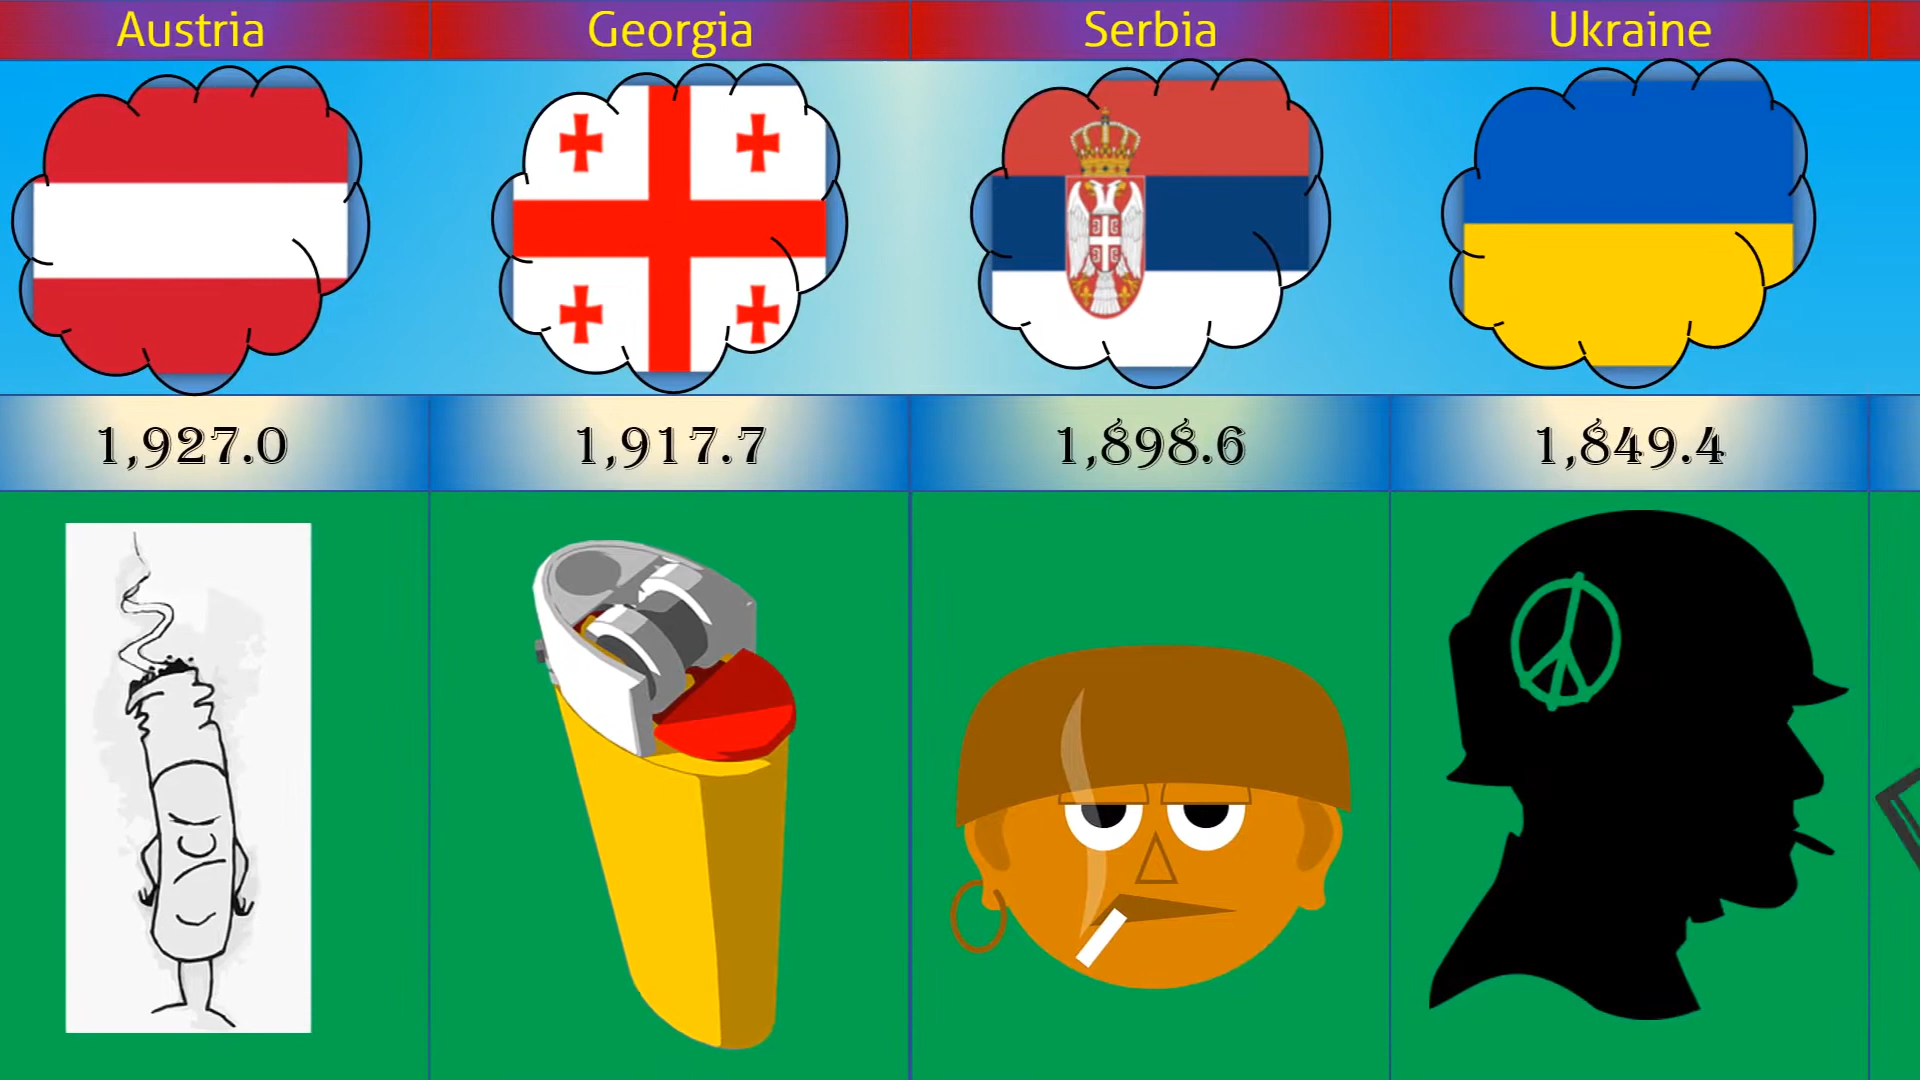 Austria
Georgia
Serbia
Ukraine
1,927.0
1,917.7
1,898.6
1,849.4